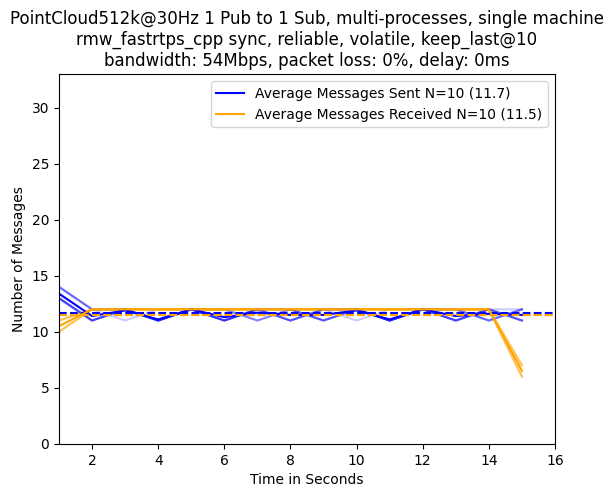 PointCloud512k@30Hz 1 Pub to 1 Sub, multi-processes, single machine
rmw_fastrtps_cpp sync, reliable, volatile, keep_last@10
bandwidth: 54Mbps, packet loss: 0%, delay: 0ms
Average Messages Sent N=10 (11.7)
Average Messages Received N=10 (11.5)
Number of Messages
30
25
20
15
10
5
0
2 4 6 8 10 12 14 16
Time in Seconds